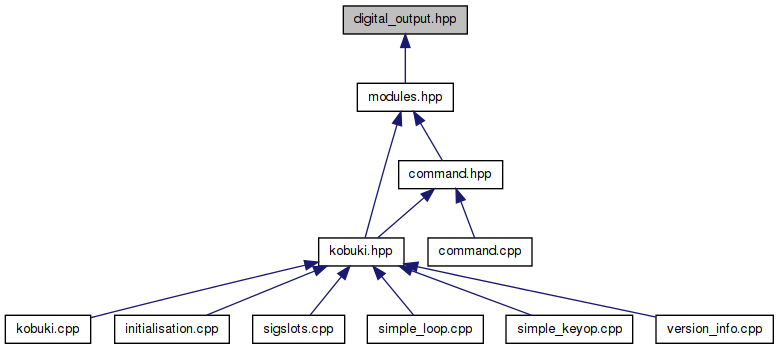 digital_output.hpp
modules.hpp
command.hpp
kobuki.hpp
command.cpp
kobuki.cpp
initialisation.cpp
sigslots.cpp
simple_loop.cpp
simple_keyop.cpp
version_info.cpp